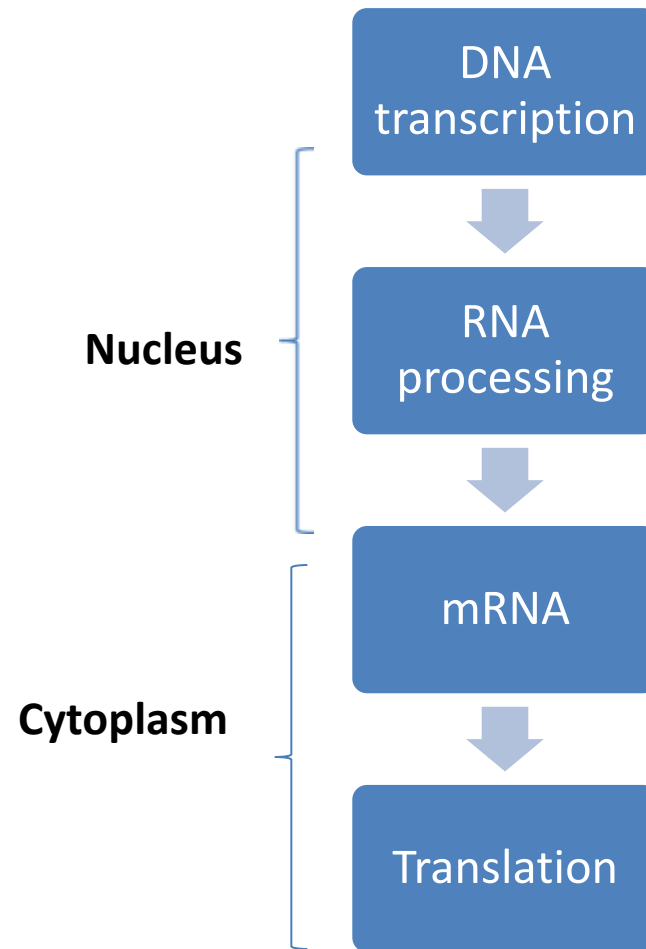 DNA
transcription
Nucleus
RNA
processing
mRNA
Cytoplasm
Translation